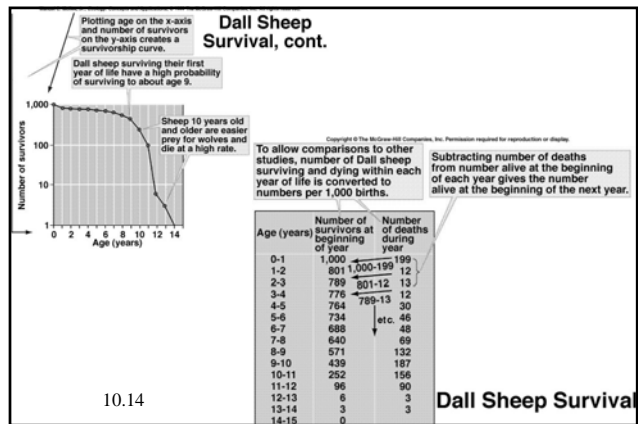 Dall Sheep
Survival, cont.
Plotting age on the x-axis
and number of survivors
on the y-axis creates a
survivorship curve.
Dall sheep surviving their first
year of life have a high probability
of surviving to about age 9.
1,000
100
10
1
Number of survivors
Sheep 10 years old
and older are easier
prey for wolves and
die at a high rate.
0 2 4 6 8 10 12 14
Age (years)
Copyright © The McGraw-Hill Companies, Inc. Permission required for reproduction or display.
To allow comparisons to other
studies, number of Dall sheep
surviving and dying within each
year of life is converted to
numbers per 1,000 births.
Subtracting number of deaths
from number alive at the beginning
of each year gives the number
alive at the beginning of the next year.
Age (years) Number of survivors at beginning of year Number of deaths during year
0-1 1,000 199
1-2 801 1,000-199 12
2-3 789 801-12 13
3-4 776 789-13 12
4-5 764 30
5-6 734 etc. 46
6-7 688 48
7-8 640 69
8-9 571 132
9-10 439 187
10-11 252 156
11-12 96 90
12-13 6 3
13-14 3 3
14-15 0
10.14
Dall Sheep Survival